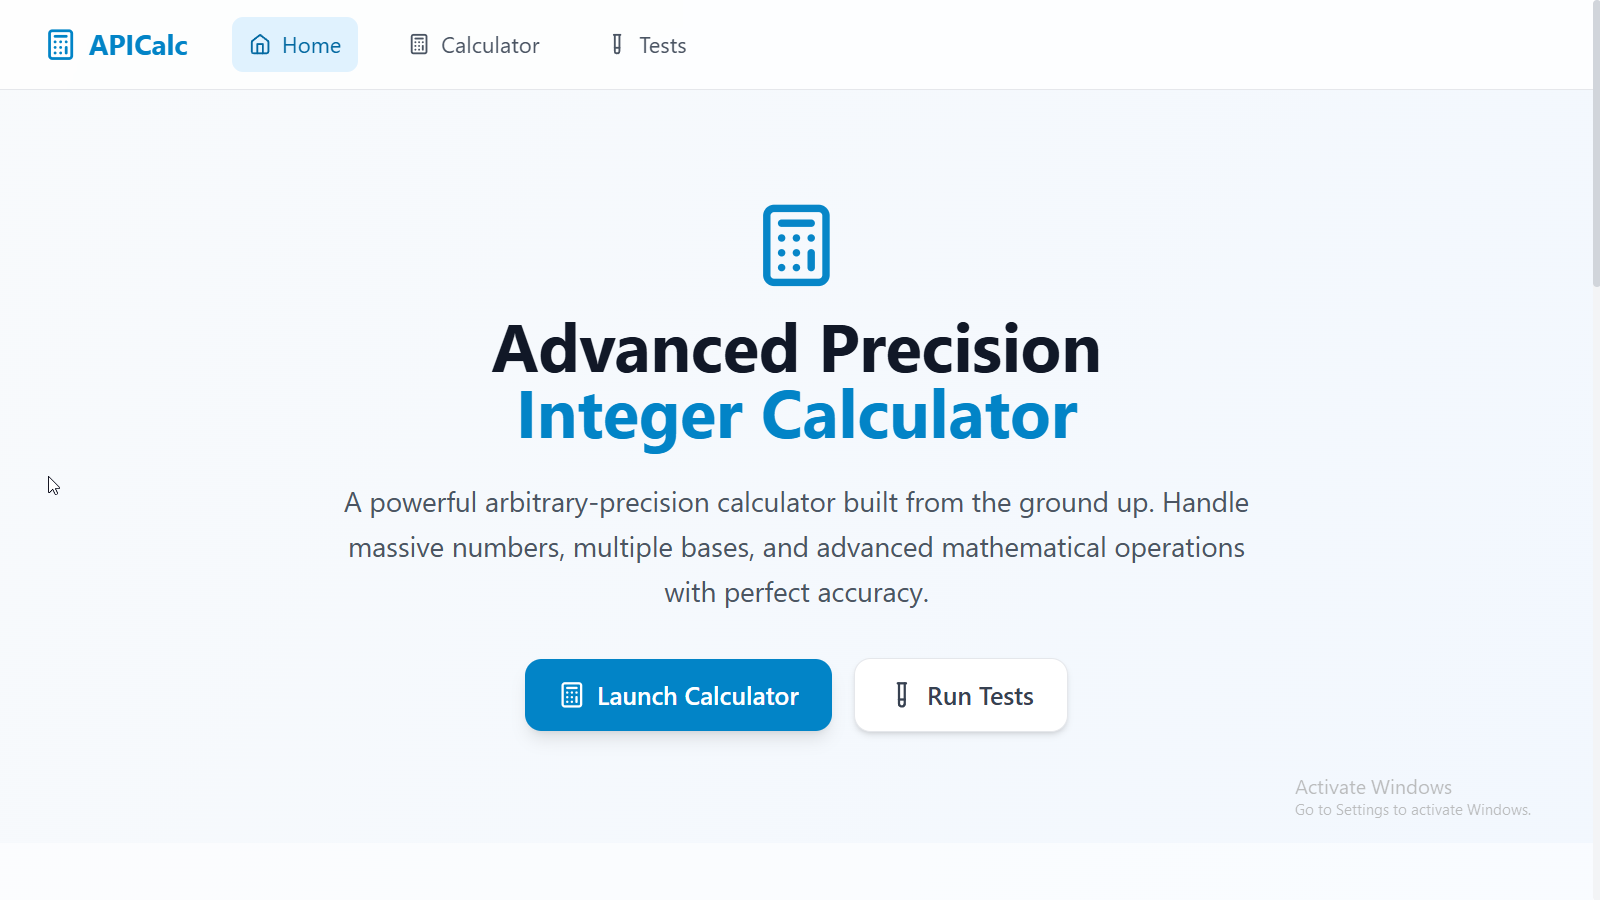 APICalc
Home
Calculator
Tests
Advanced Precision
Integer Calculator
A powerful arbitrary-precision calculator built from the ground up. Handle
massive numbers, multiple bases, and advanced mathematical operations
with perfect accuracy.
Launch Calculator
Run Tests
Activate Windows
Go to Settings to activate Windows.